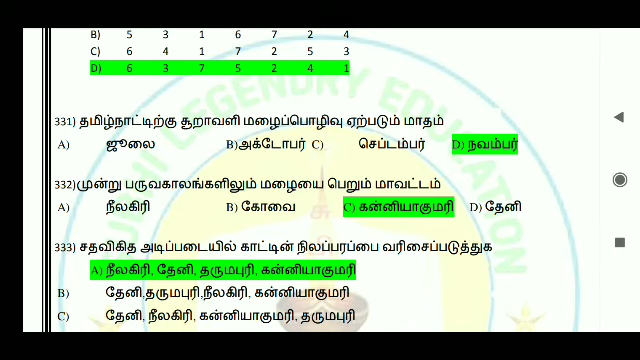 B) 5 3 1 6 7 2 4
C) 6 4 1 7 2 5 3
D) 6 3 7 5 2 4 1
331) தமிழ்நாட்டிற்கு சூறாவளி மழைப்பொழிவு ஏற்படும் மாதம்
A) ஜூலை B)அக்டோபர் C) செப்டம்பர் D) நவம்பர்
332)முன்று பருவகாலங்களிலும் மழையை பெறும் மாவட்டம்
A) நீலகிரி B) கோவை C) கன்னியாகுமரி D) தேனி
333) சதவிகித அடிப்படையில் காட்டின் நிலப்பரப்பை வரிசைப்படுத்துக
A) நீலகிரி, தேனி, தருமபுரி, கன்னியாகுமரி
B) தேனி,தருமபுரி,நீலகிரி, கன்னியாகுமரி
C) தேனி, நீலகிரி, கன்னியாகுமரி, தருமபுரி